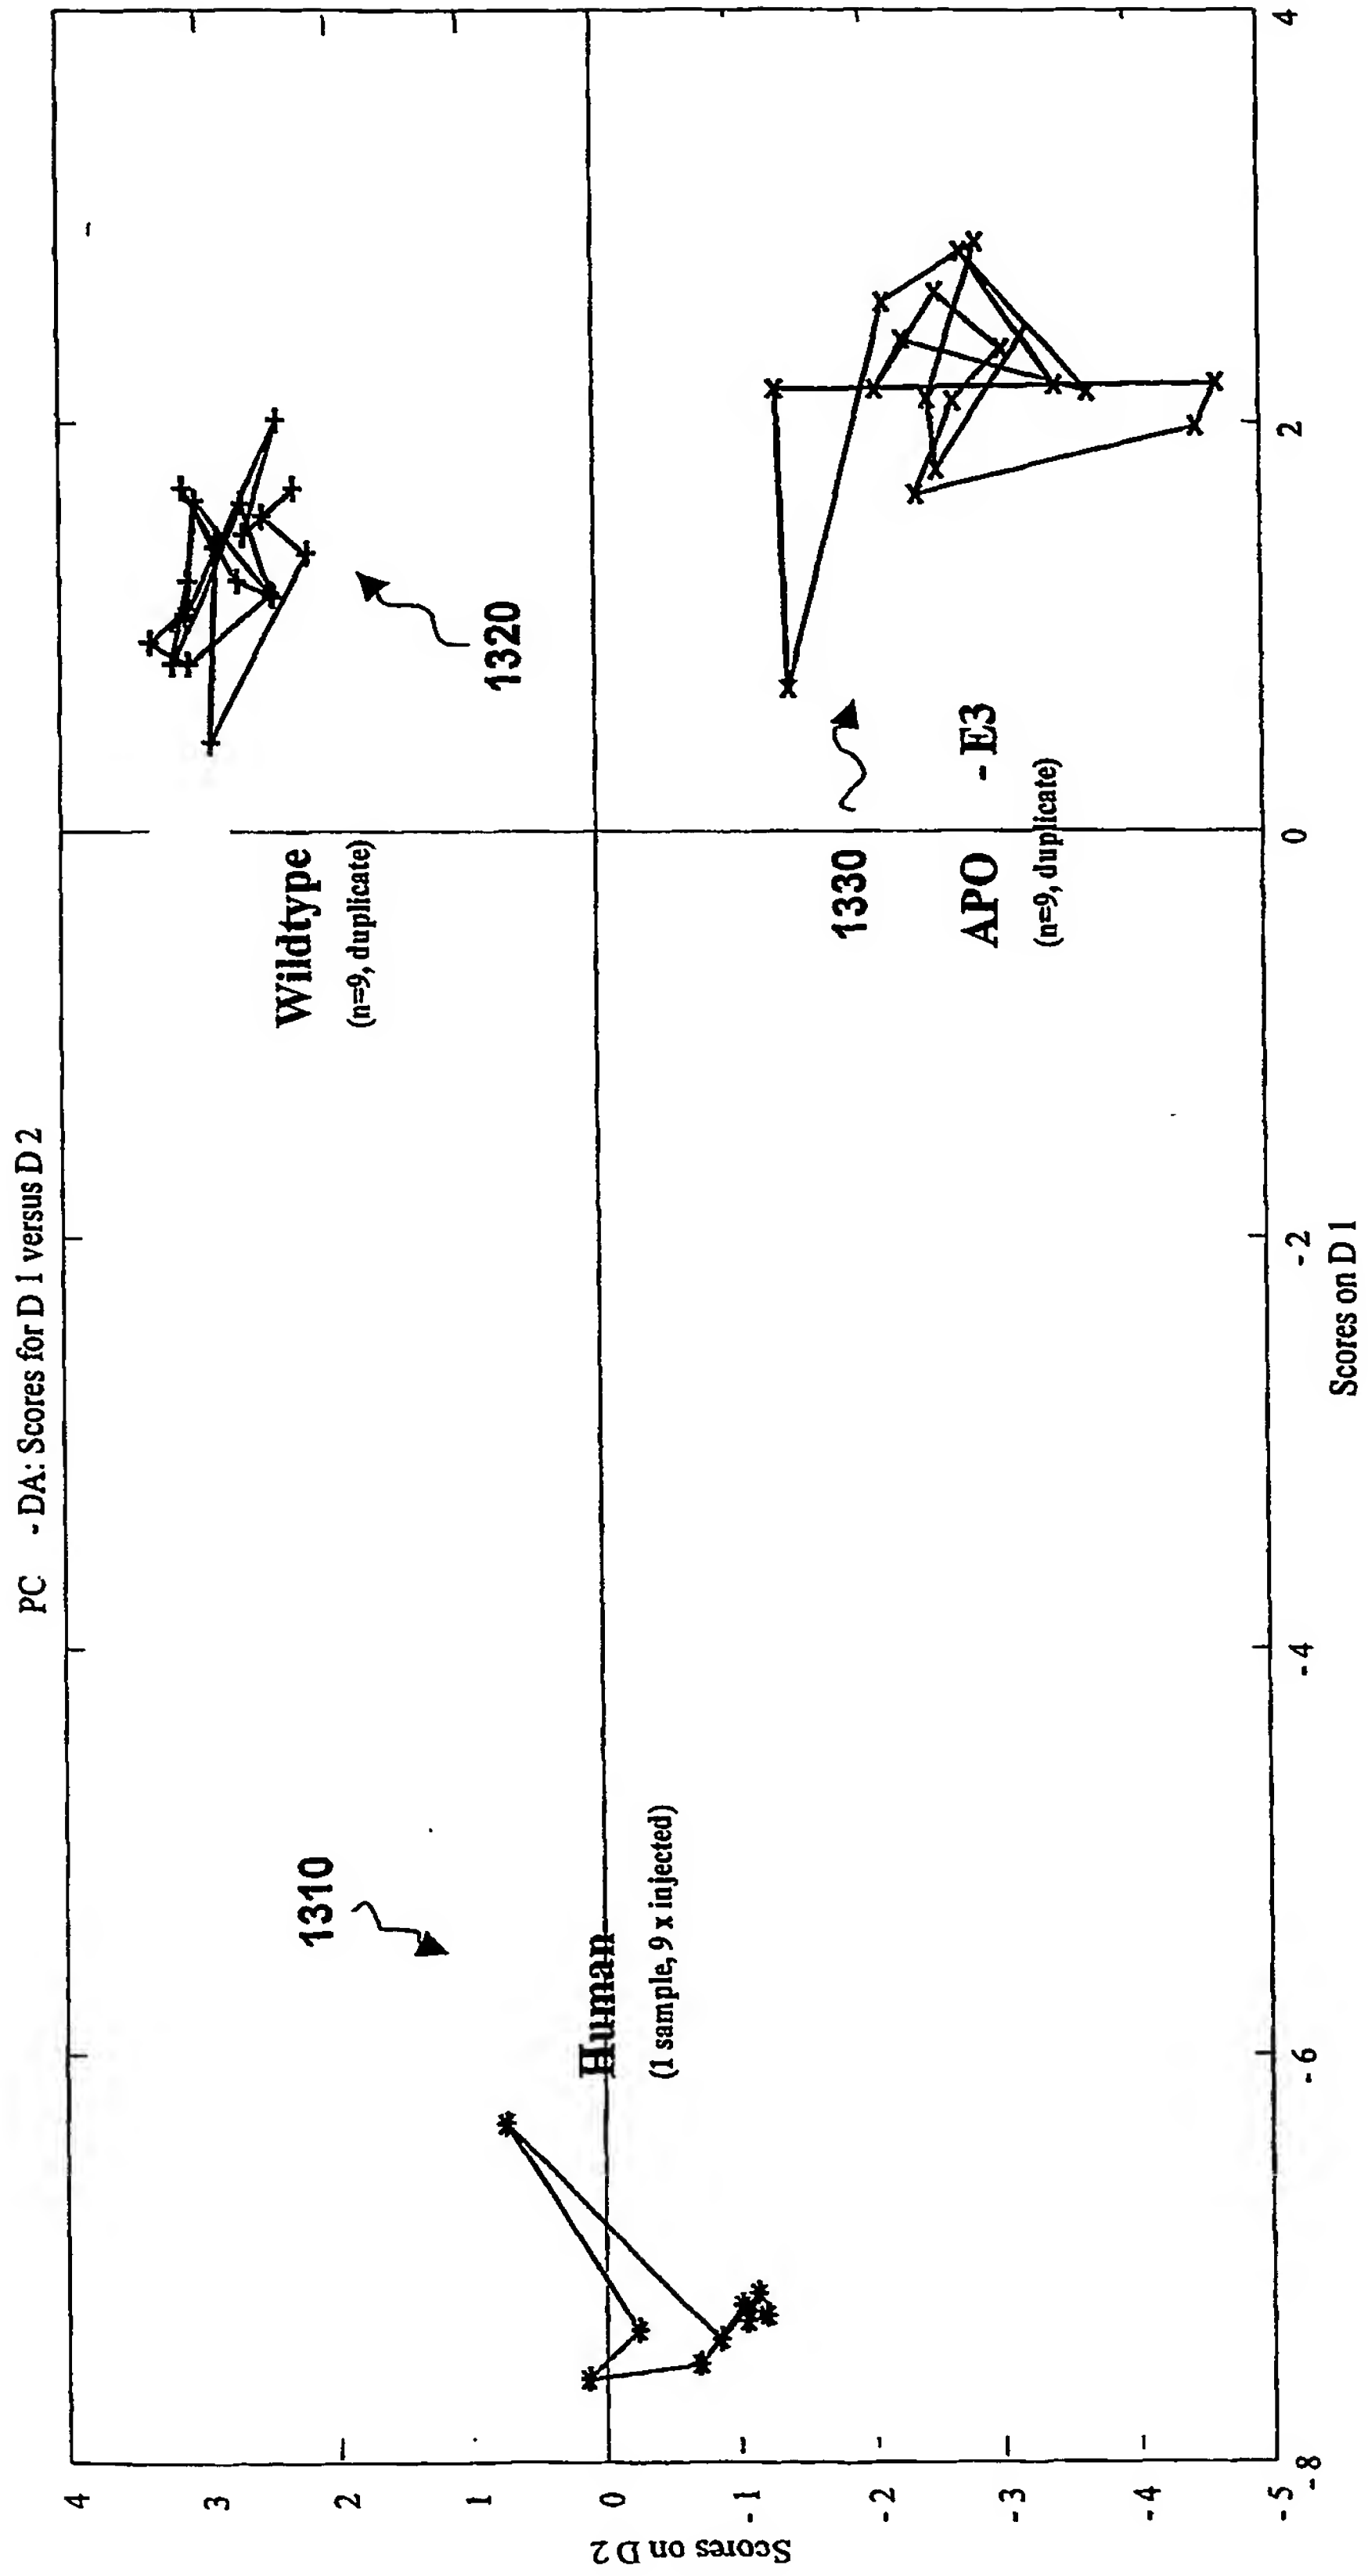 PC - DA: Scores for D 1 versus D 2
Scores on D 2
4
3
2
1
0
- 1
- 2
- 3
- 4
- 5
1310
Human
(1 sample, 9 x injected)
Wildtype
(n=9, duplicate)
1320
1330
APO - E3
(n=9, duplicate)
- 8
- 6
- 4
- 2
0
2
4
Scores on D 1